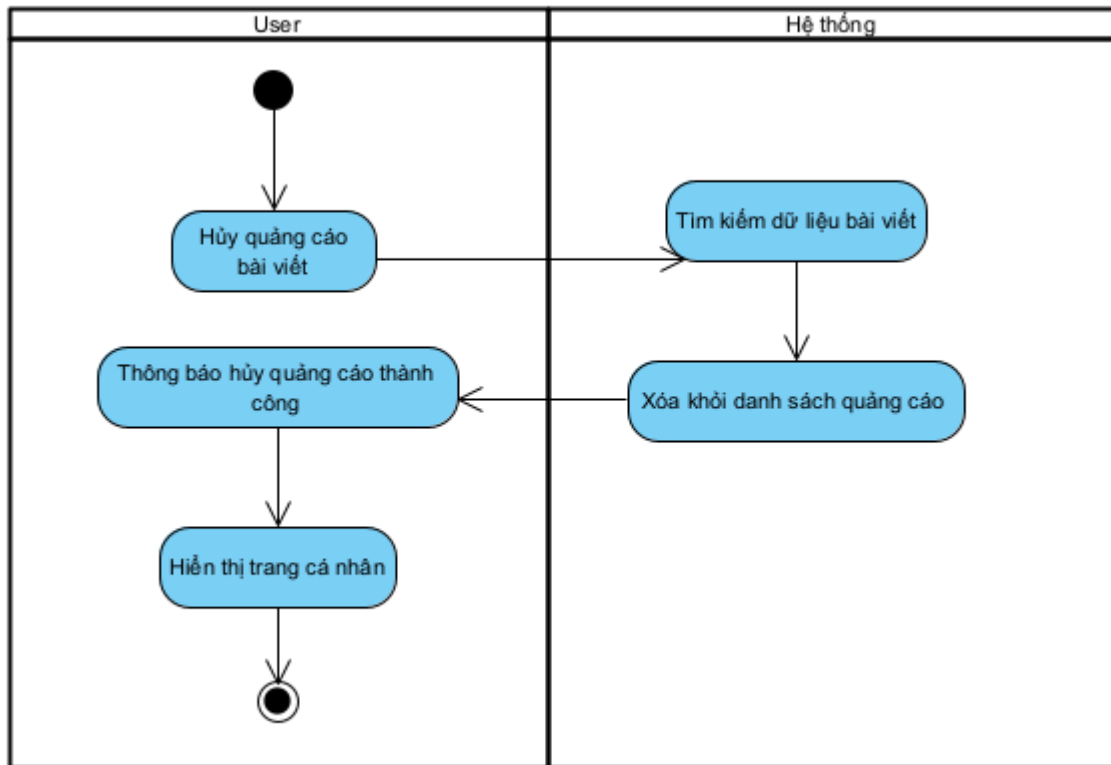 User
Hệ thống
Hủy quảng cáo
bài viết
Tìm kiếm dữ liệu bài viết
Thông báo hủy quảng cáo thành
công
Xóa khỏi danh sách quảng cáo
Hiển thị trang cá nhân